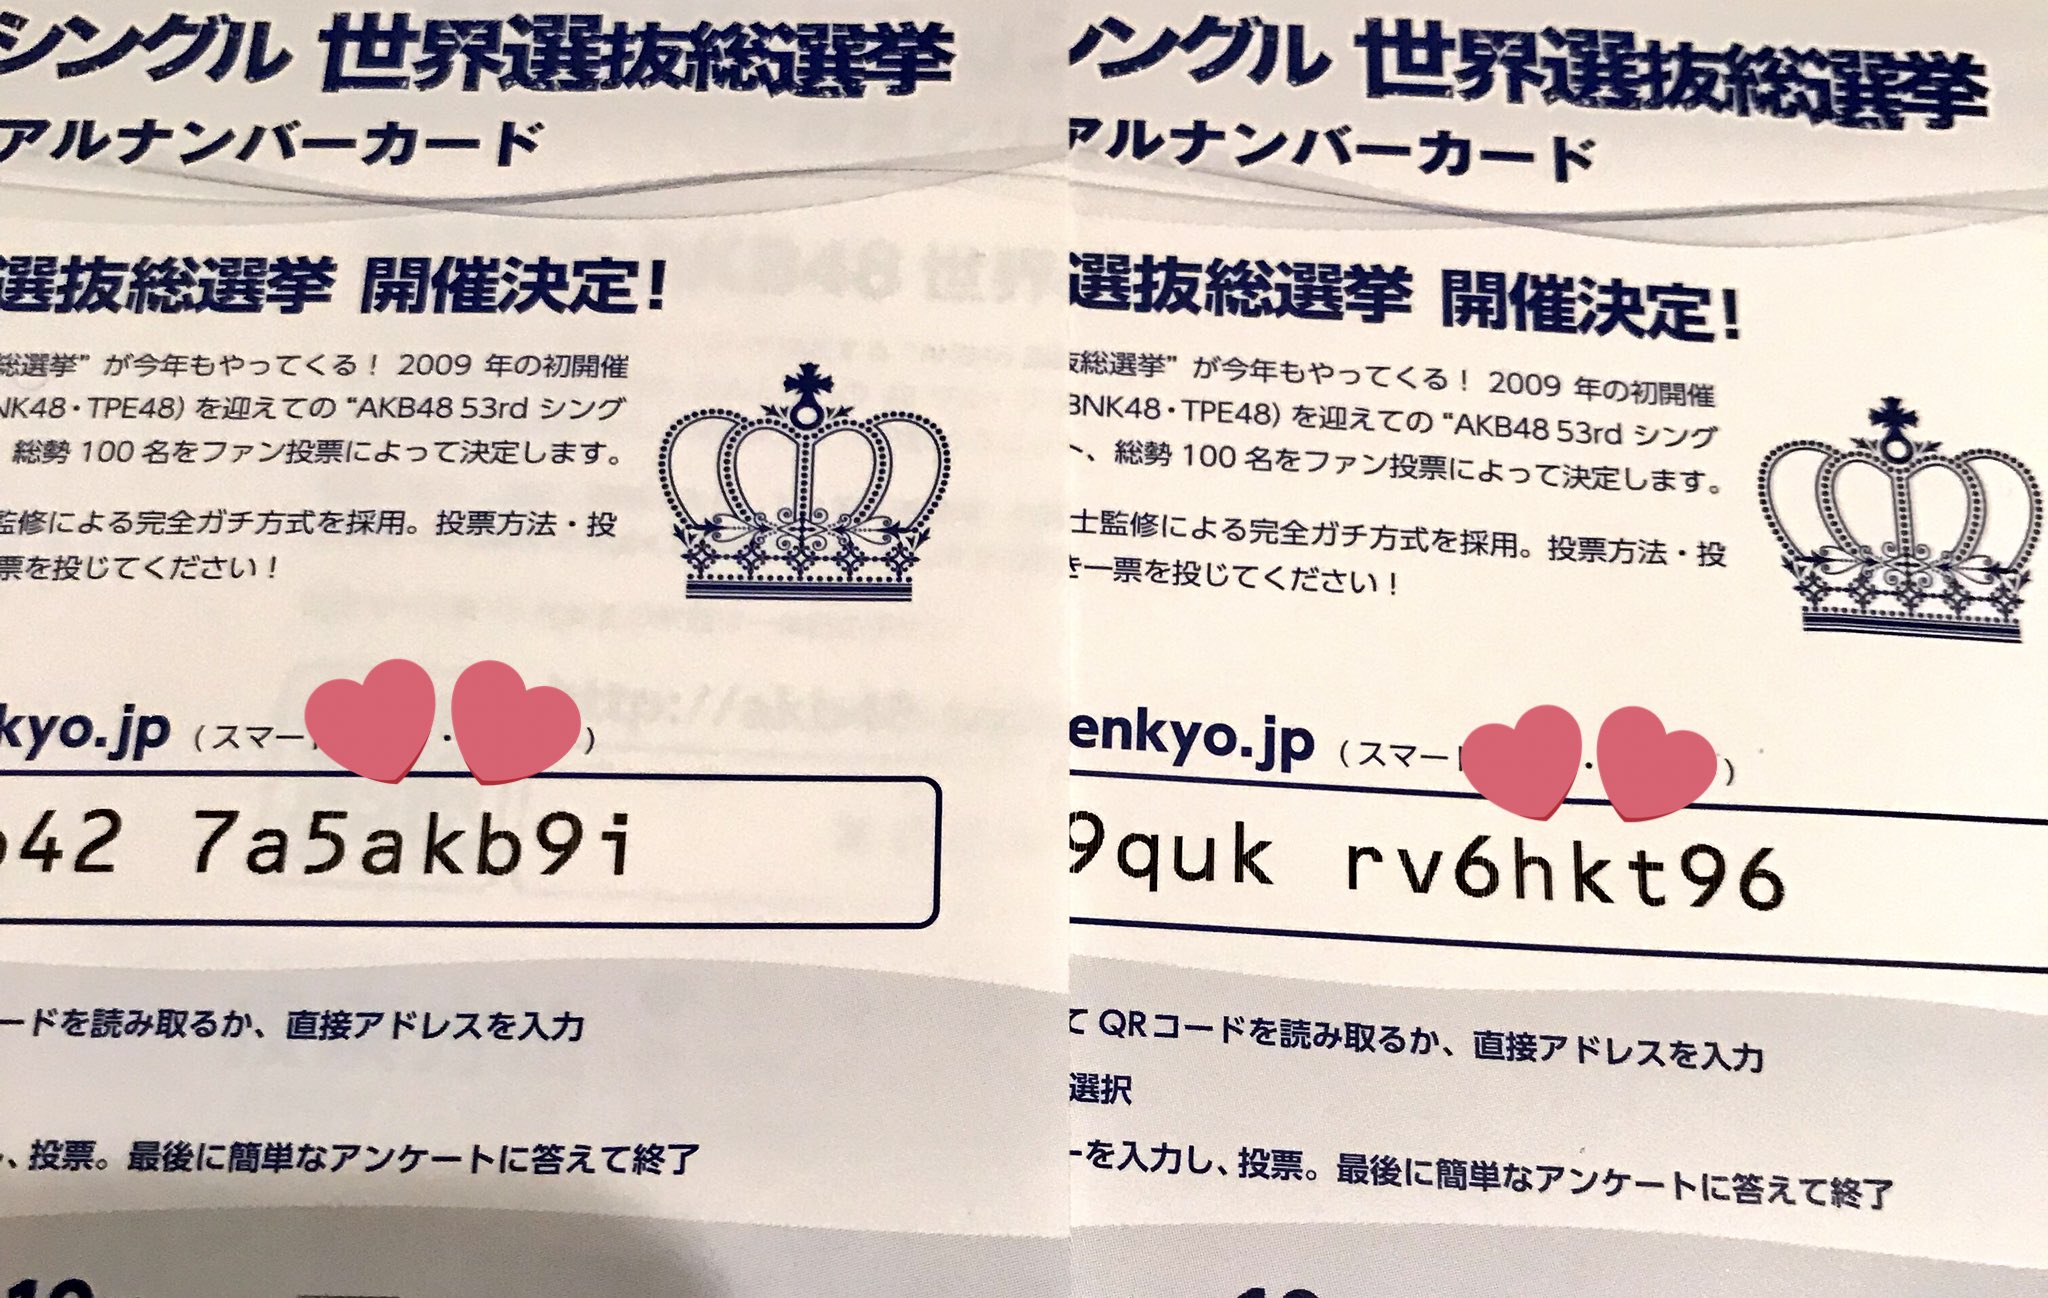 シングル 世界選抜総選挙
アルナンバーカード
選抜総選挙 開催決定!
総選挙” が今年もやってくる! 2009 年の初開催
NK48・TPE48) を迎えての “AKB48 53rd シング
総勢 100 名をファン投票によって決定します。
監修による完全ガチ方式を採用。投票方法・投
票を投じてください!
kyo.jp (スマー
42 7a5akb9i
ードを読み取るか、直接アドレスを入力
、投票。最後に簡単なアンケートに答えて終了
ングル 世界選抜総選挙
アルナンバーカード
選抜総選挙 開催決定!
総選挙” が今年もやってくる! 2009 年の初開催
BNK48・TPE48) を迎えての “AKB48 53rd シング
、総勢 100 名をファン投票によって決定します。
士監修による完全ガチ方式を採用。投票方法・投
一票を投じてください!
enkyo.jp (スマー
9quk rv6hkt96
て QRコードを読み取るか、直接アドレスを入力
選択
ーを入力し、投票。最後に簡単なアンケートに答えて終了